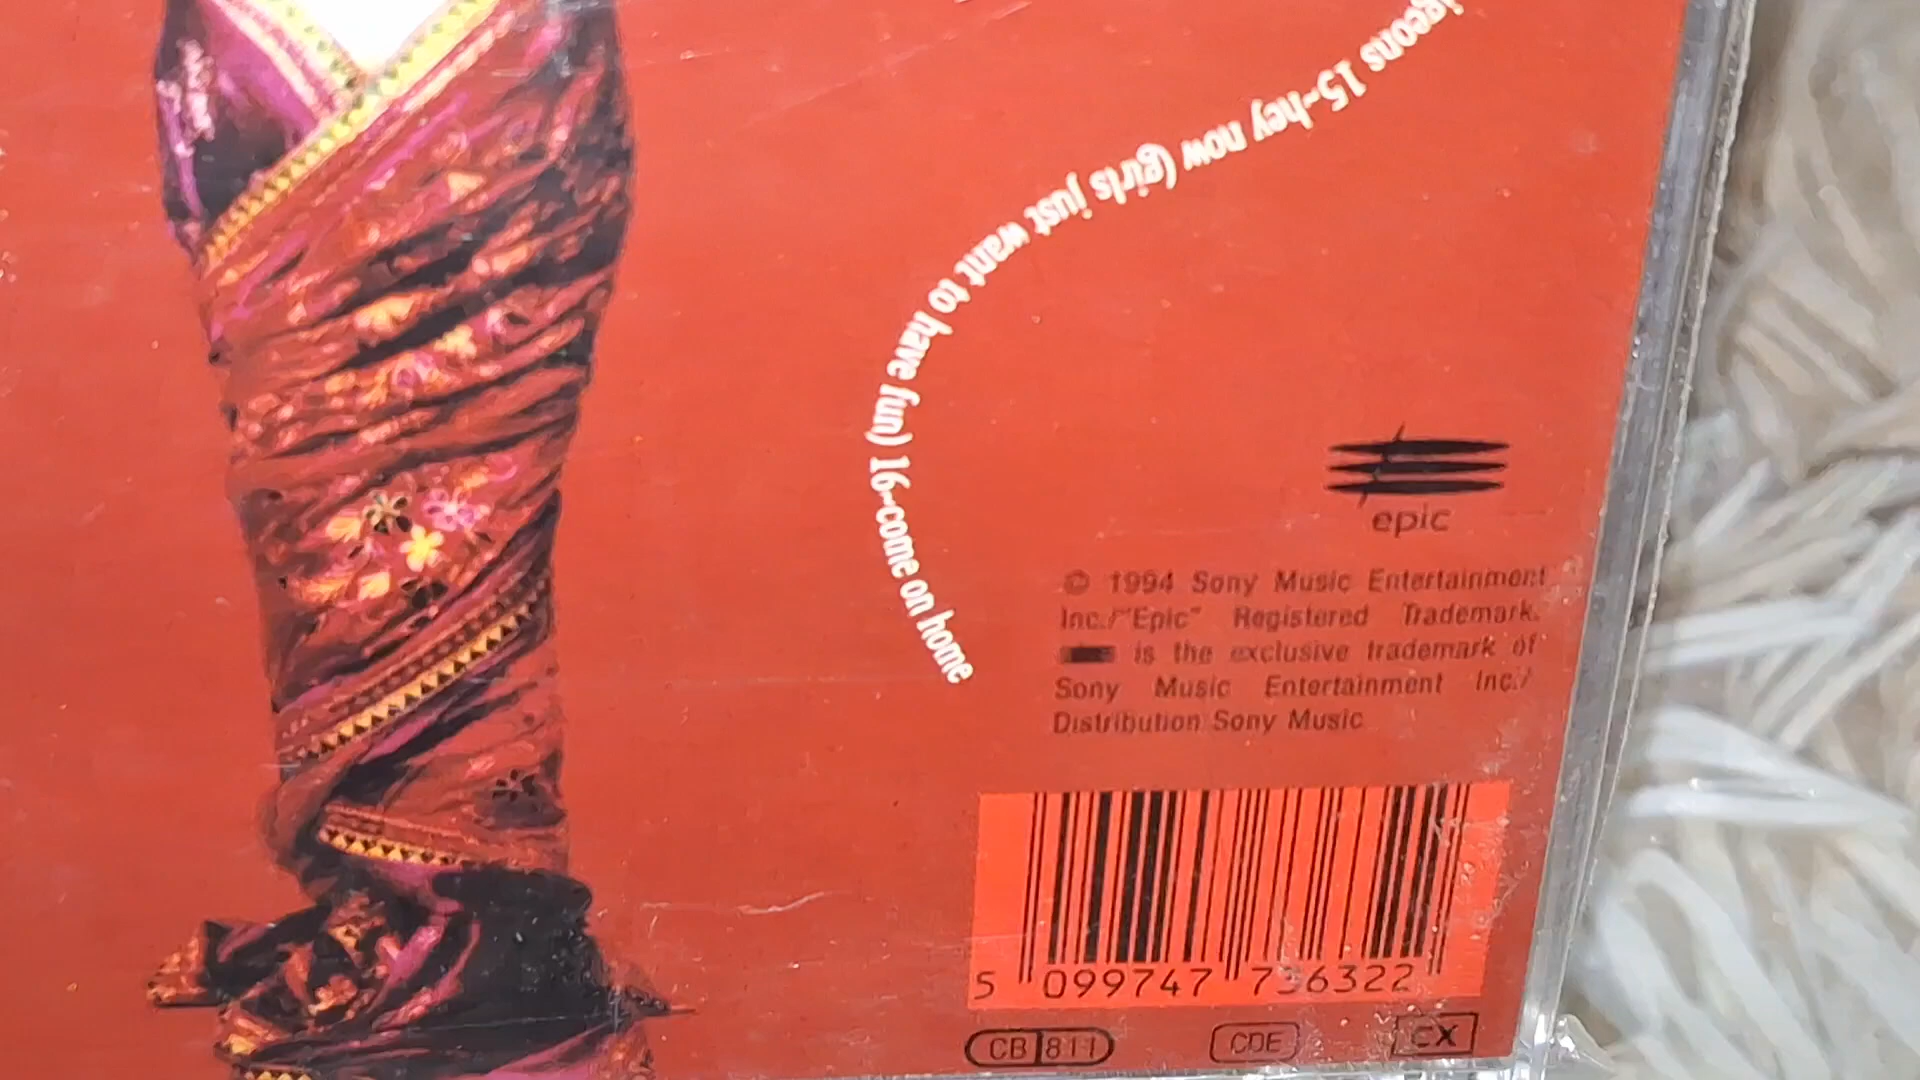 15-hey now (girls just want to have fun) 16-come on home
epic
© 1994 Sony Music Entertainment
Inc./"Epic" Registered Trademark.
is the exclusive trademark of
Sony Music Entertainment Inc./
Distribution Sony Music
5 099747 736322
CB 811
CDE
CX